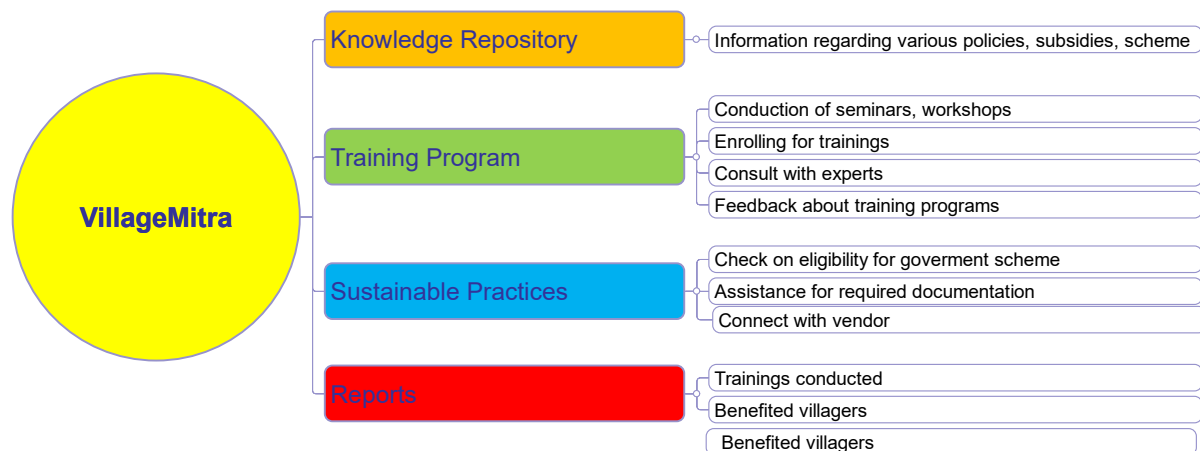 VillageMitra
Knowledge Repository
Information regarding various policies, subsidies, scheme
Training Program
Conduction of seminars, workshops
Enrolling for trainings
Consult with experts
Feedback about training programs
Sustainable Practices
Check on eligibility for goverment scheme
Assistance for required documentation
Connect with vendor
Reports
Trainings conducted
Benefited villagers
Benefited villagers